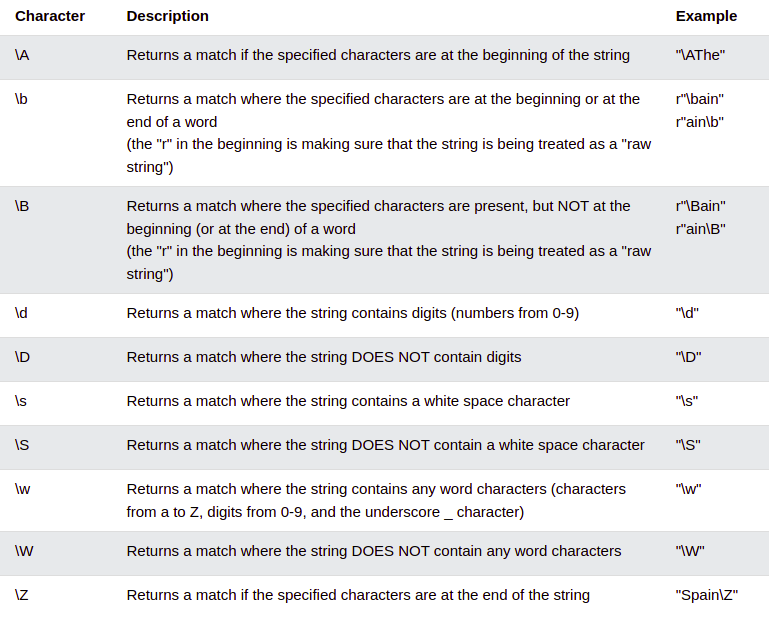 Character Description Example
\A Returns a match if the specified characters are at the beginning of the string "\AThe"
\b Returns a match where the specified characters are at the beginning or at the r"\bain"
end of a word r"ain\b"
(the "r" in the beginning is making sure that the string is being treated as a "raw
string")
\B Returns a match where the specified characters are present, but NOT at the r"\Bain"
beginning (or at the end) of a word r"ain\B"
(the "r" in the beginning is making sure that the string is being treated as a "raw
string")
\d Returns a match where the string contains digits (numbers from 0-9) "\d"
\D Returns a match where the string DOES NOT contain digits "\D"
\s Returns a match where the string contains a white space character "\s"
\S Returns a match where the string DOES NOT contain a white space character "\S"
\w Returns a match where the string contains any word characters (characters "\w"
from a to Z, digits from 0-9, and the underscore _ character)
\W Returns a match where the string DOES NOT contain any word characters "\W"
\Z Returns a match if the specified characters are at the end of the string "Spain\Z"